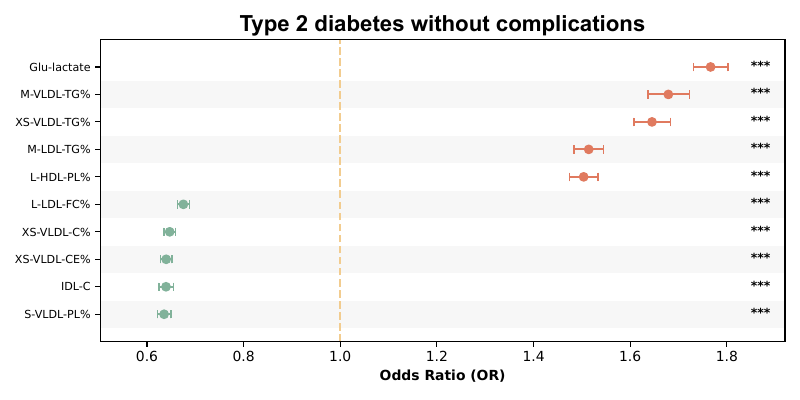 Type 2 diabetes without complications
Glu-lactate ***
M-VLDL-TG% ***
XS-VLDL-TG% ***
M-LDL-TG% ***
L-HDL-PL% ***
L-LDL-FC% ***
XS-VLDL-C% ***
XS-VLDL-CE% ***
IDL-C ***
S-VLDL-PL% ***
0.6 0.8 1.0 1.2 1.4 1.6 1.8
Odds Ratio (OR)